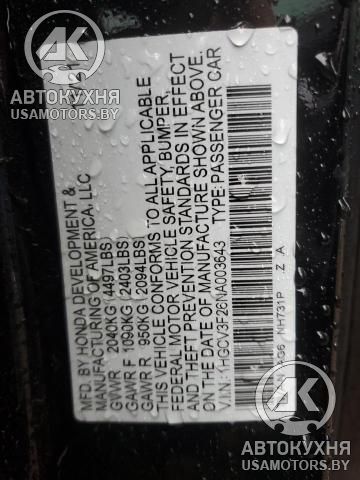 MFD. BY HONDA DEVELOPMENT &
MANUFACTURING OF AMERICA, LLC
GVWR 2040KG (4497LBS)
GAWR F 1090KG (2403LBS)
GAWR R 950KG (2094LBS)
THIS VEHICLE CONFORMS TO ALL APPLICABLE
FEDERAL MOTOR VEHICLE SAFETY, BUMPER,
AND THEFT PREVENTION STANDARDS IN EFFECT
ON THE DATE OF MANUFACTURE SHOWN ABOVE.
V.I.N.: 1HGCV3F26NA003643 TYPE: PASSENGER CAR
NH731P Z A
АВТОКУХНЯ
USAMOTORS.BY
АВТОКУХНЯ
USAMOTORS.BY